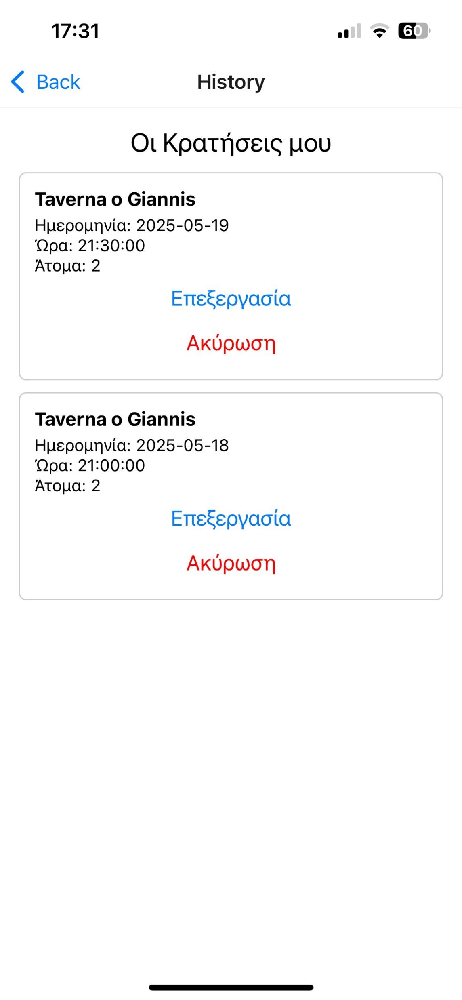 17:31
60
Back
History
Οι Κρατήσεις μου
Taverna o Giannis
Ημερομηνία: 2025-05-19
Ώρα: 21:30:00
Άτομα: 2
Επεξεργασία
Ακύρωση
Taverna o Giannis
Ημερομηνία: 2025-05-18
Ώρα: 21:00:00
Άτομα: 2
Επεξεργασία
Ακύρωση